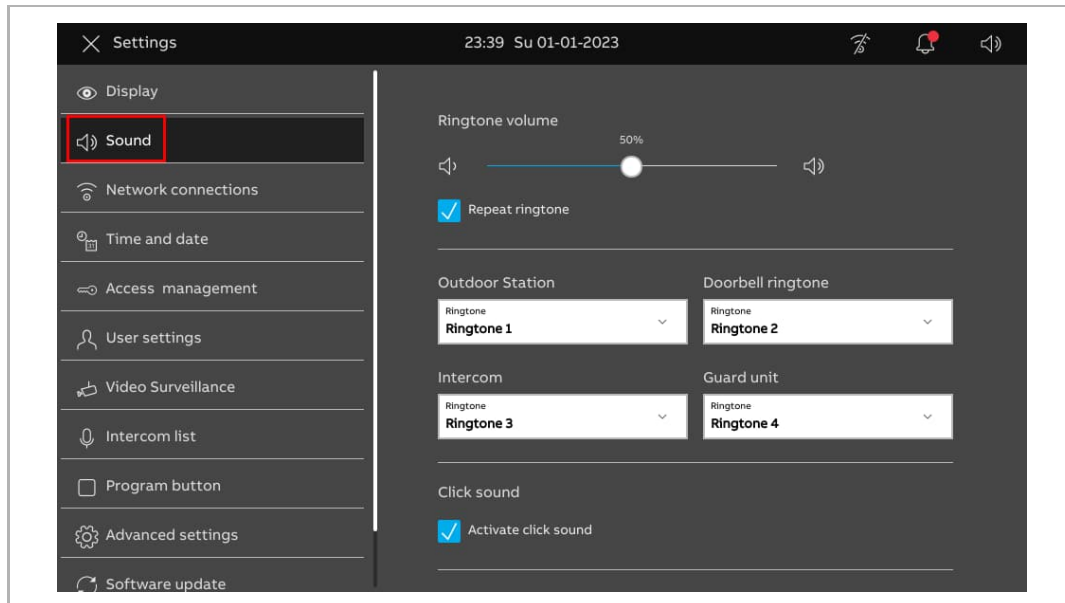 Settings
23:39 Su 01-01-2023
Display
Sound
Network connections
Time and date
Access management
User settings
Video Surveillance
Intercom list
Program button
Advanced settings
Software update
Ringtone volume
50%
Repeat ringtone
Outdoor Station
Ringtone
Ringtone 1
Doorbell ringtone
Ringtone
Ringtone 2
Intercom
Ringtone
Ringtone 3
Guard unit
Ringtone
Ringtone 4
Click sound
Activate click sound